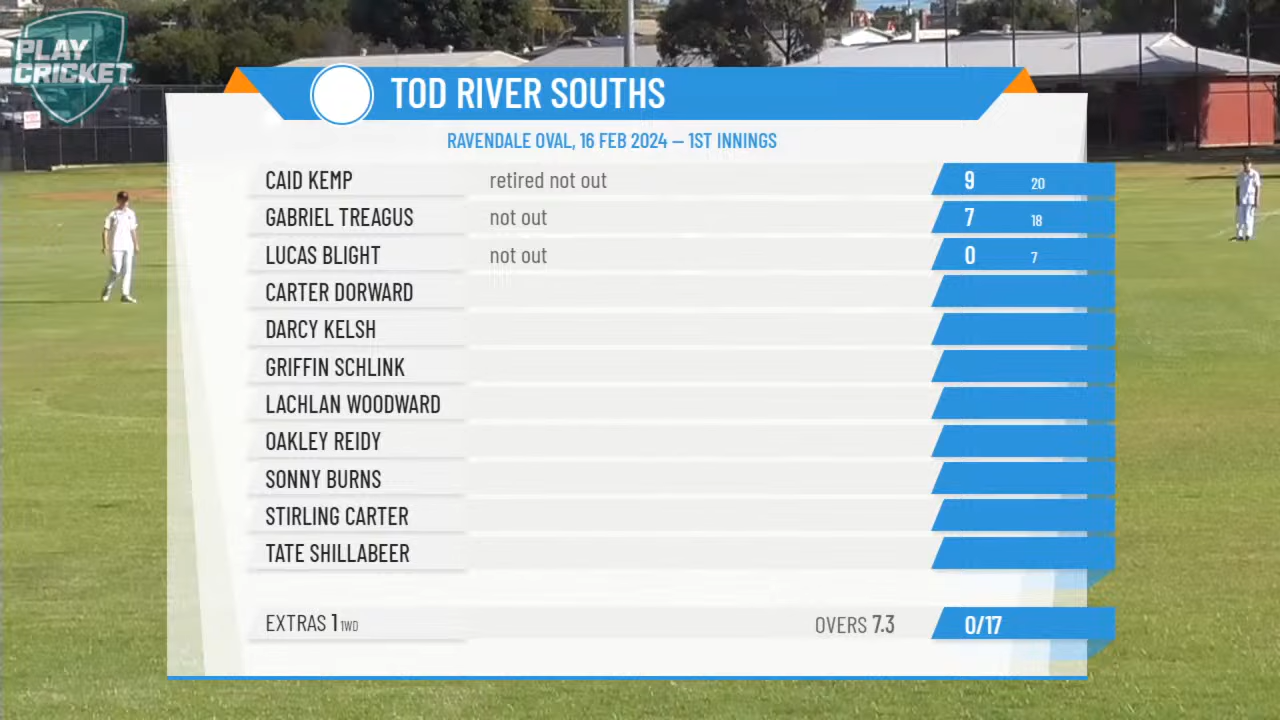 PLAY
CRICKET
TOD RIVER SOUTHS
RAVENDALE OVAL, 16 FEB 2024 – 1ST INNINGS
CAID KEMP retired not out 9 20
GABRIEL TREAGUS not out 7 18
LUCAS BLIGHT not out 0 7
CARTER DORWARD
DARCY KELSH
GRIFFIN SCHLINK
LACHLAN WOODWARD
OAKLEY REIDY
SONNY BURNS
STIRLING CARTER
TATE SHILLABEER
EXTRAS 1 1WD OVERS 7.3 0/17